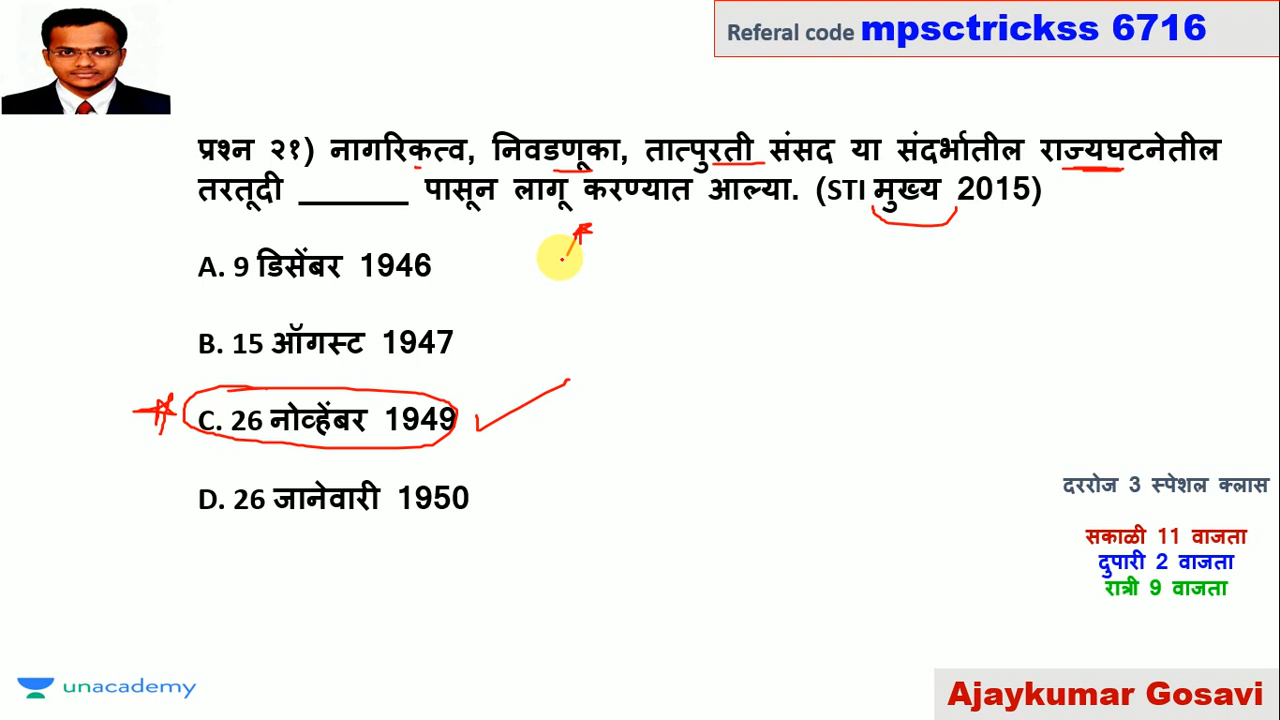 Referal code mpsctrickss 6716
प्रश्न २१) नागरिकत्व, निवडणूका, तात्पुरती संसद या संदर्भातील राज्यघटनेतील
तरतूदी ______ पासून लागू करण्यात आल्या. (STI मुख्य 2015)
A. 9 डिसेंबर 1946
B. 15 ऑगस्ट 1947
C. 26 नोव्हेंबर 1949
D. 26 जानेवारी 1950
दररोज 3 स्पेशल क्लास
सकाळी 11 वाजता
दुपारी 2 वाजता
रात्री 9 वाजता
unacademy
Ajaykumar Gosavi